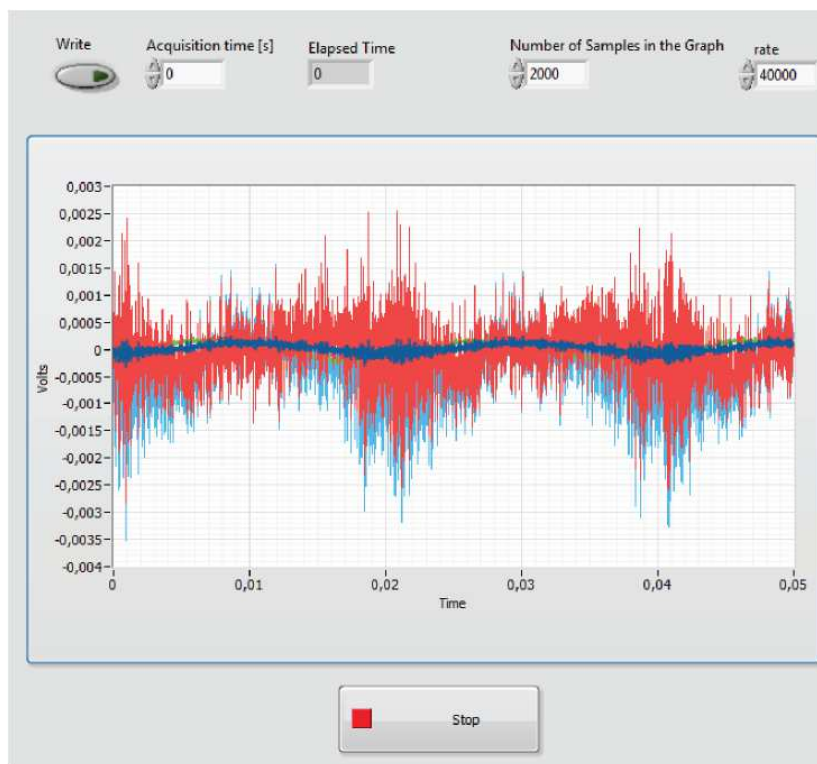 Write Acquisition time [s] Elapsed Time Number of Samples in the Graph rate
0 0 2000 40000
0,003
0,0025
0,002
0,0015
0,001
0,0005
0
-0,0005
-0,001
-0,0015
-0,002
-0,0025
-0,003
-0,0035
-0,004
Volts
0 0,01 0,02 0,03 0,04 0,05
Time
Stop